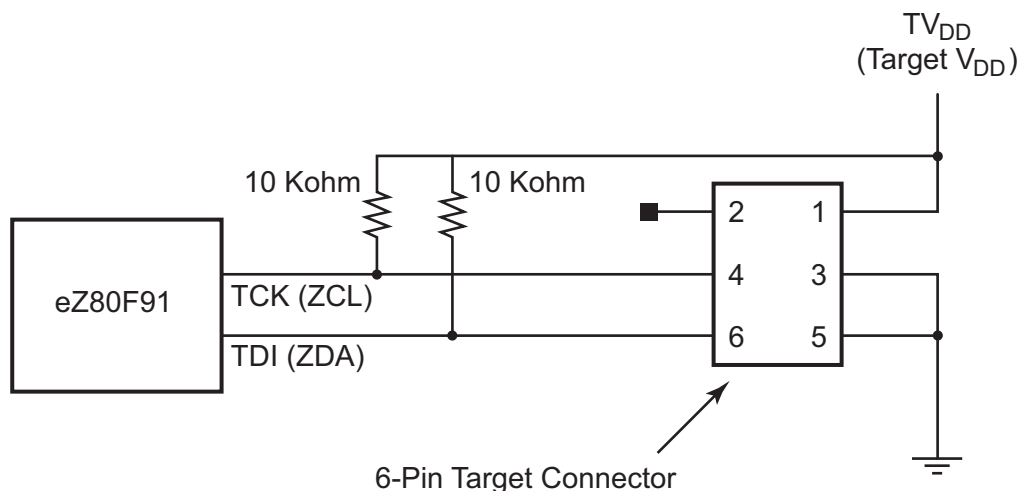 TVDD
(Target VDD)
10 Kohm 10 Kohm
2 1
eZ80F91
TCK (ZCL)
4 3
TDI (ZDA)
6 5
6-Pin Target Connector